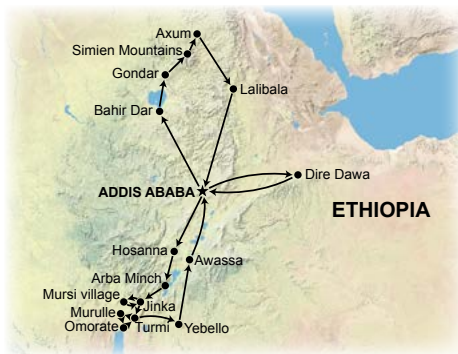 Axum
Simien Mountains
Gondar
Lalibala
Bahir Dar
Dire Dawa
ADDIS ABABA
ETHIOPIA
Hosanna
Awassa
Arba Minch
Mursi village
Jinka
Murulle
Omorate
Turmi
Yebello